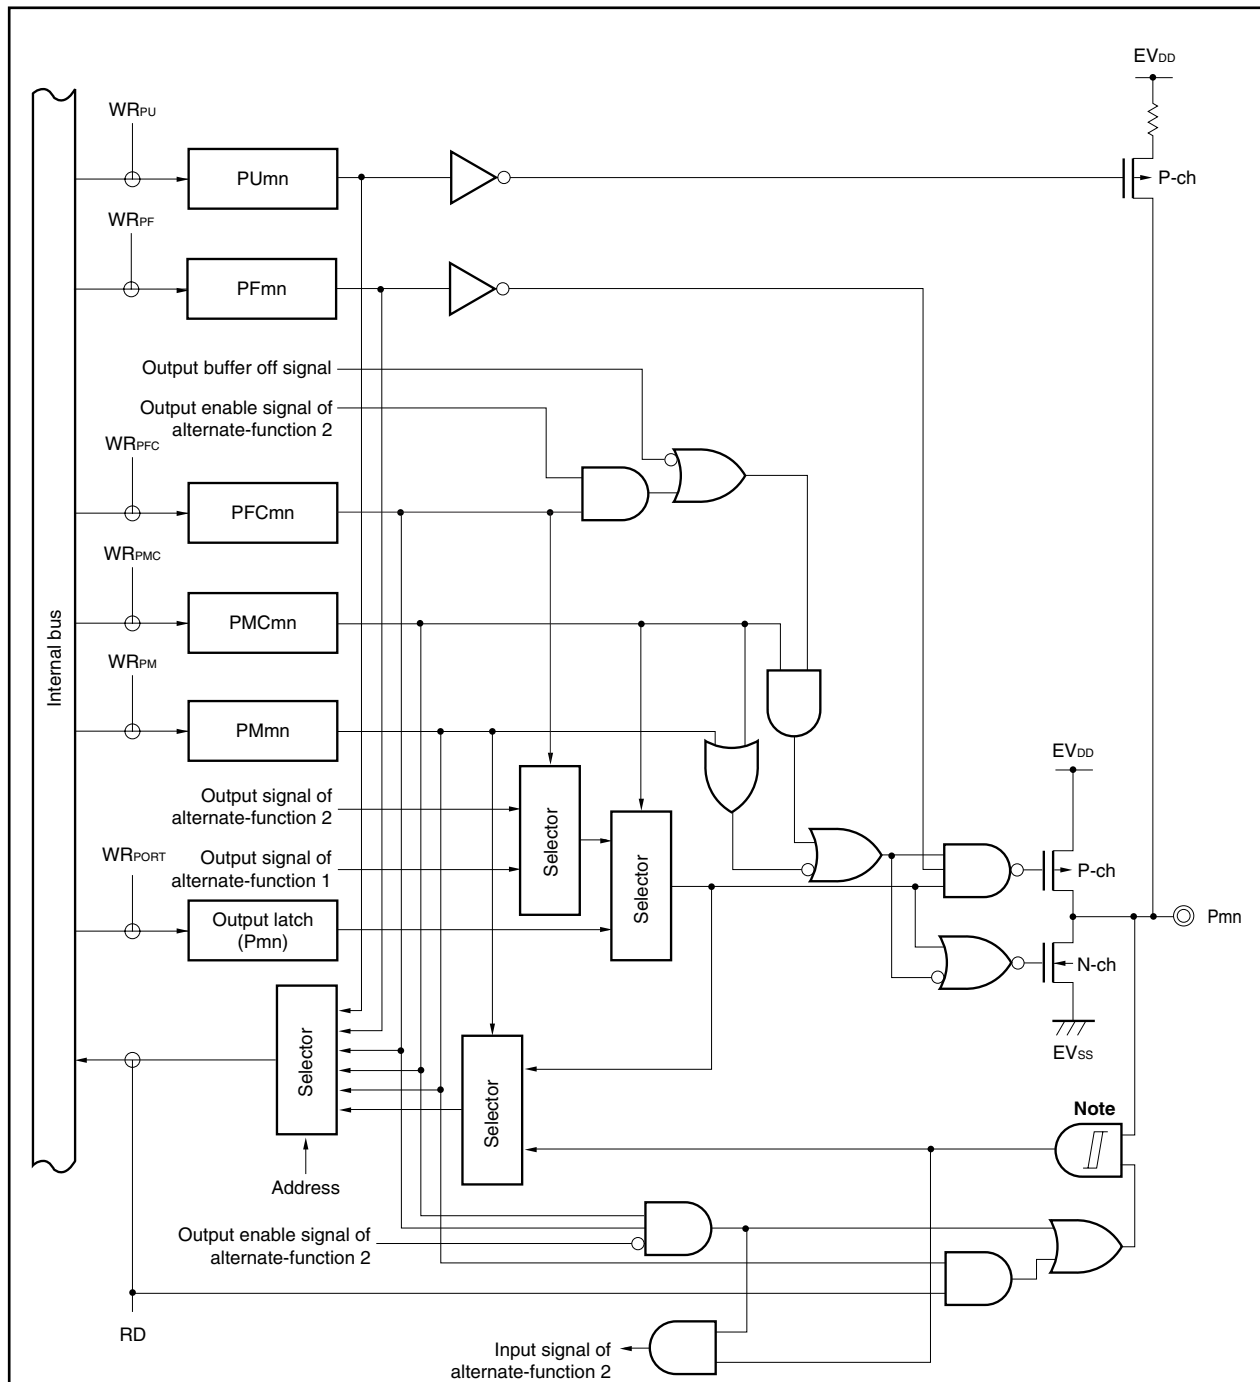 EVDD
WRPU
PUmn
P-ch
WRPF
PFmn
Output buffer off signal
Output enable signal of
alternate-function 2
WRPFC
PFCmn
WRPMC
PMCmn
Internal bus
WRPM
PMmn
EVDD
Output signal of
alternate-function 2
Selector
Output signal of
alternate-function 1
WRPORT
Selector
P-ch
Output latch
(Pmn)
Pmn
N-ch
Selector
EVSS
Selector
Note
Address
Output enable signal of
alternate-function 2
RD
Input signal of
alternate-function 2